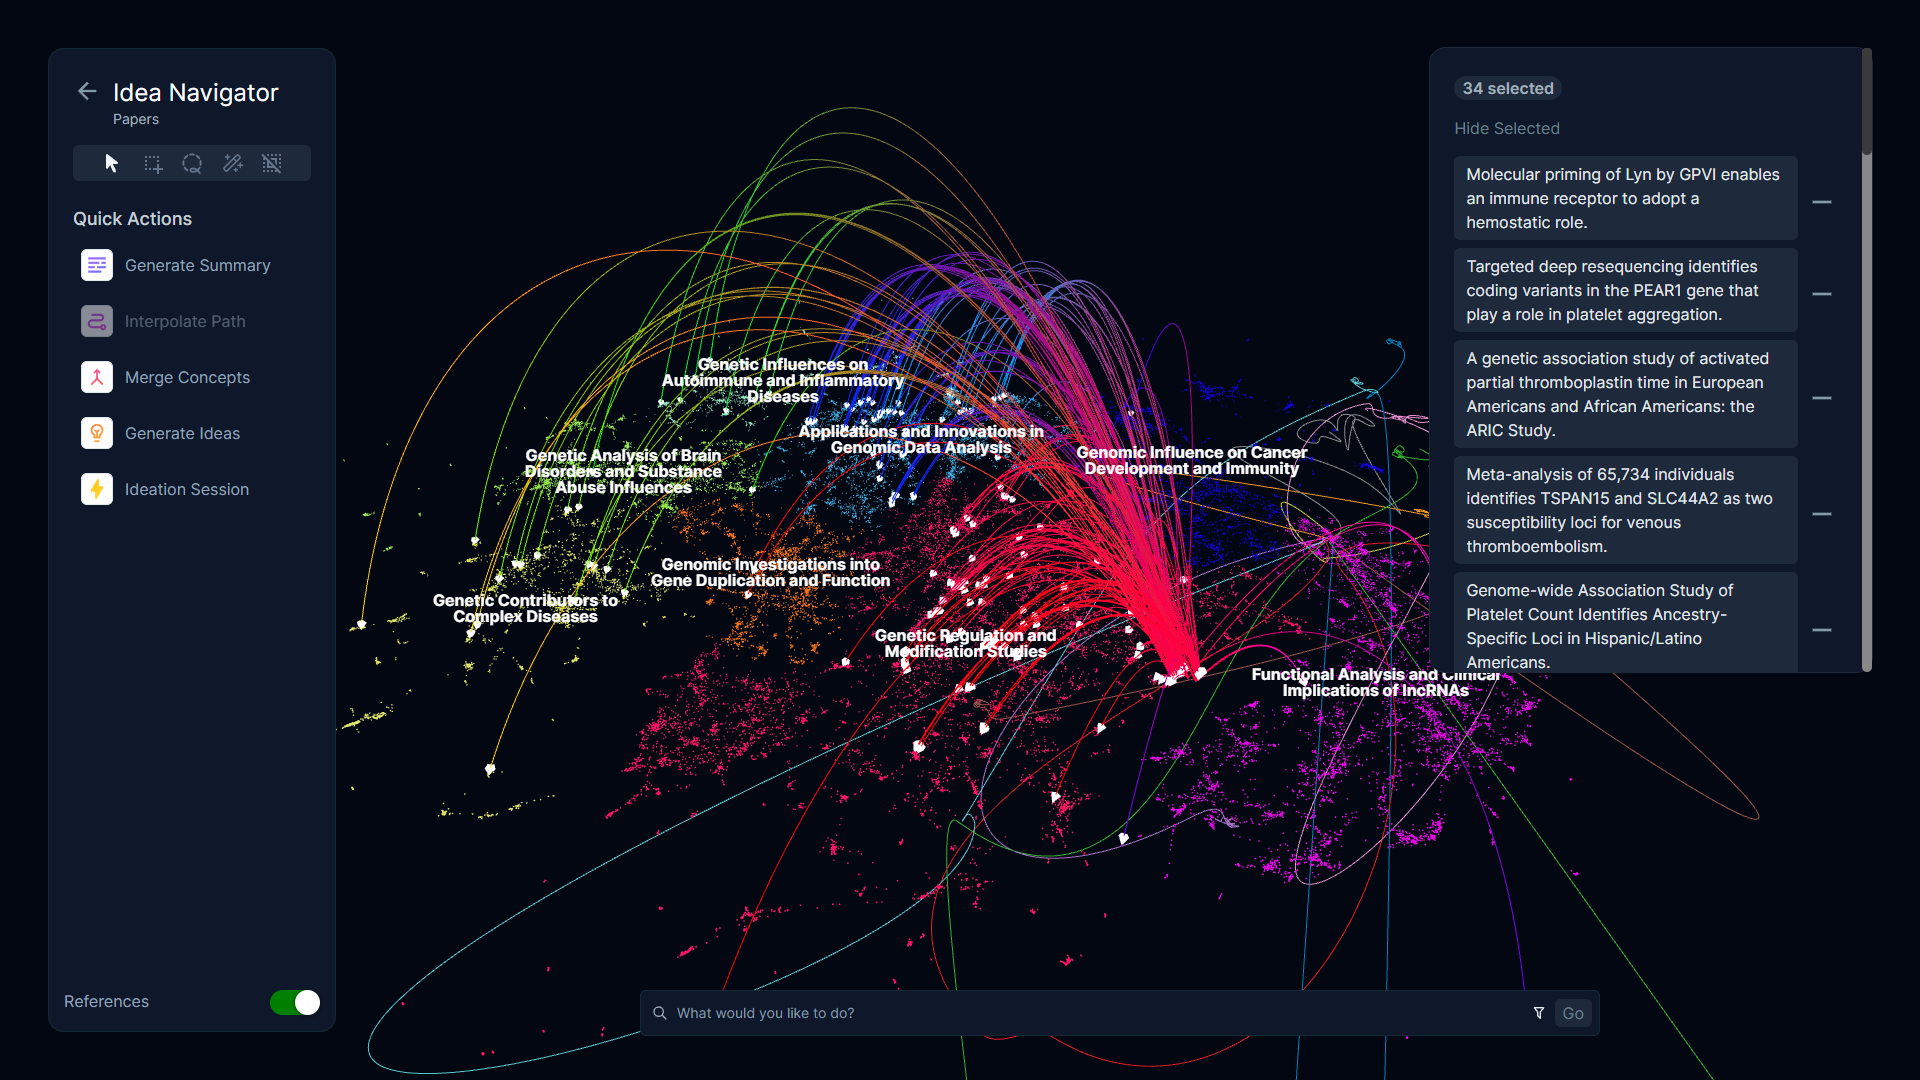 Idea Navigator
Papers
Quick Actions
Generate Summary
Interpolate Path
Merge Concepts
Generate Ideas
Ideation Session
References
Genetic Influences on
Autoimmune and Inflammatory
Diseases
Applications and Innovations in
Genomic Data Analysis
Genetic Analysis of Brain
Disorders and Substance
Abuse Influences
Genomic Influence on Cancer
Development and Immunity
Genomic Investigations into
Gene Duplication and Function
Genetic Contributors to
Complex Diseases
Genetic Regulation and
Modification Studies
Functional Analysis and Clinical
Implications of lncRNAs
What would you like to do?
Go
34 selected
Hide Selected
Molecular priming of Lyn by GPVI enables
an immune receptor to adopt a
hemostatic role.
Targeted deep resequencing identifies
coding variants in the PEAR1 gene that
play a role in platelet aggregation.
A genetic association study of activated
partial thromboplastin time in European
Americans and African Americans: the
ARIC Study.
Meta-analysis of 65,734 individuals
identifies TSPAN15 and SLC44A2 as two
susceptibility loci for venous
thromboembolism.
Genome-wide Association Study of
Platelet Count Identifies Ancestry-
Specific Loci in Hispanic/Latino
Americans.